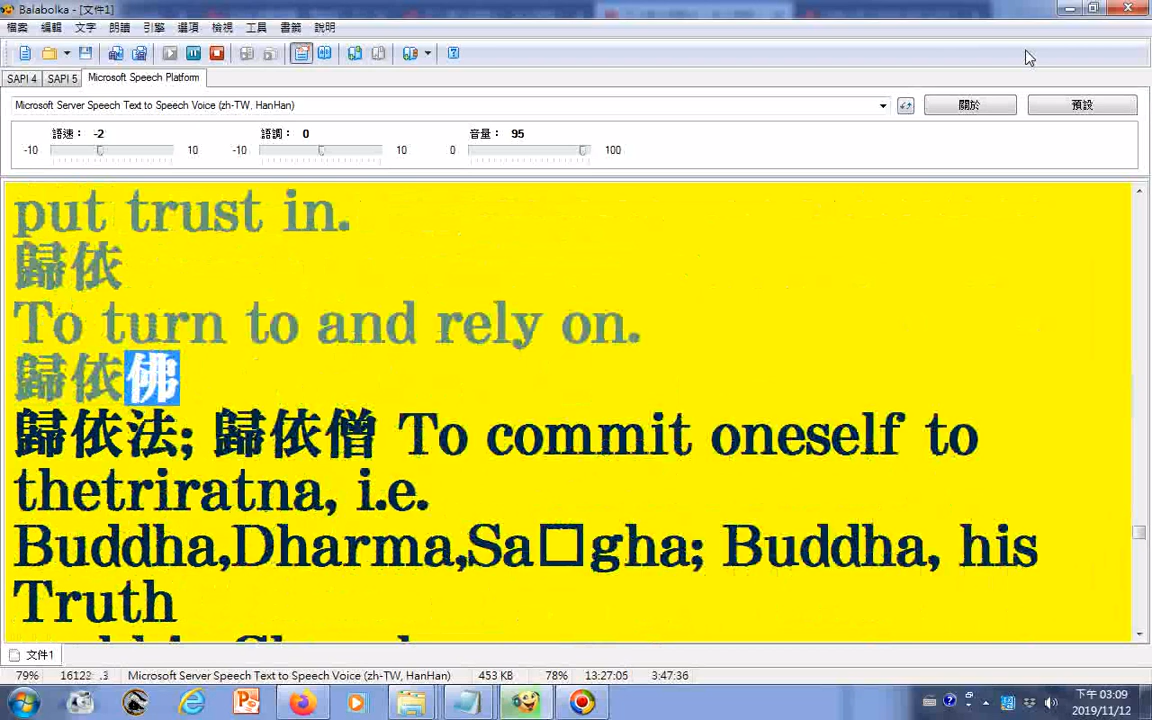 Balabolka - [文件1]
檔案 編輯 文字 朗讀 引擎 選項 檢視 工具 書籤 說明
SAPI 4 SAPI 5 Microsoft Speech Platform
Microsoft Server Speech Text to Speech Voice (zh-TW, HanHan) 關於 預設
語速： -2 語調： 0 音量： 95
-10 10 -10 10 0 100
put trust in.
歸依
To turn to and rely on.
歸依佛
歸依法; 歸依僧 To commit oneself to
thetriratna, i.e.
Buddha,Dharma,Sa□gha; Buddha, his
Truth
文件1
79% 16122 .3 Microsoft Server Speech Text to Speech Voice (zh-TW, HanHan) 453 KB 78% 13:27:05 3:47:36
下午 03:09
2019/11/12